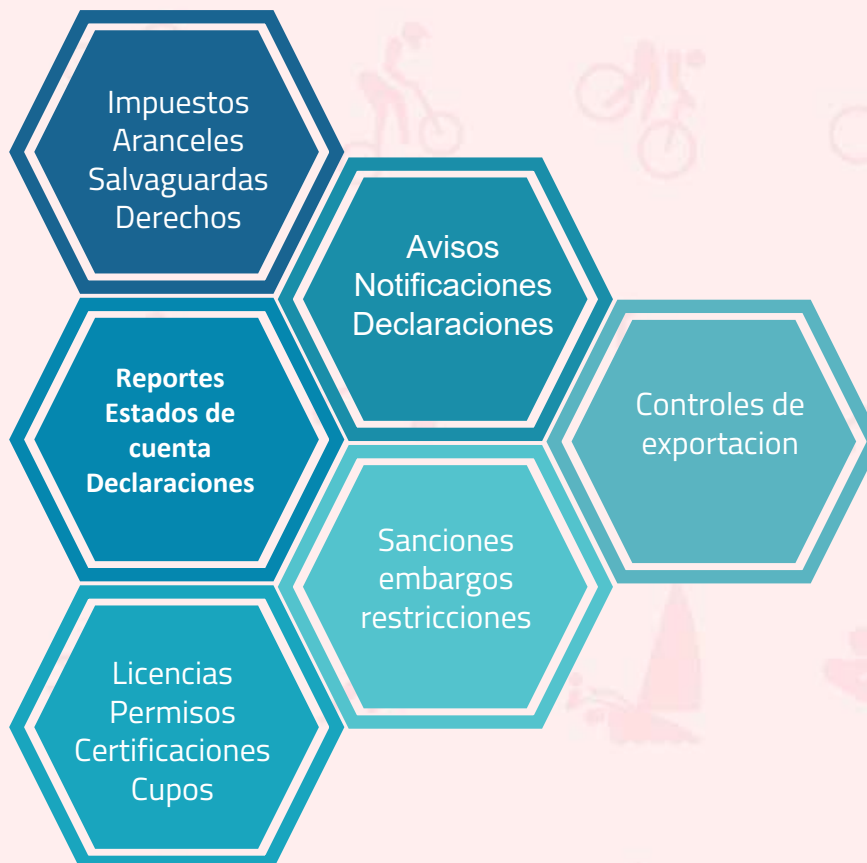 Impuestos
Aranceles
Salvaguardas
Derechos
Avisos
Notificaciones
Declaraciones
Reportes
Estados de
cuenta
Declaraciones
Controles de
exportacion
Sanciones
embargos
restricciones
Licencias
Permisos
Certificaciones
Cupos